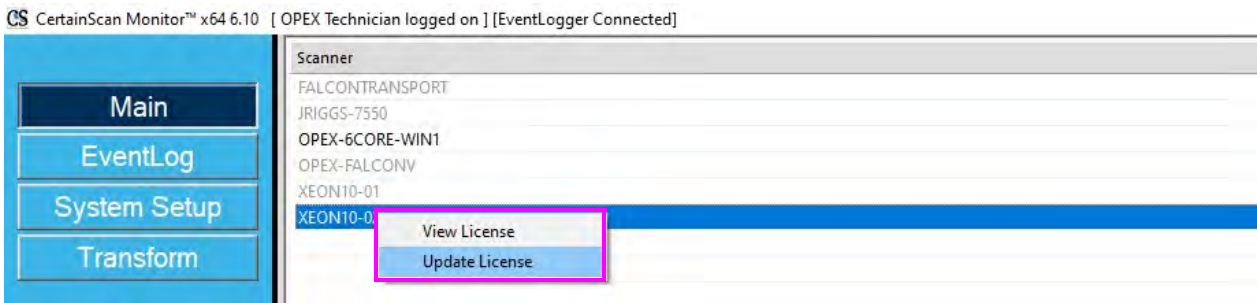 CS CertainScan Monitor™ x64 6.10 [ OPEX Technician logged on ] [EventLogger Connected]
Main
EventLog
System Setup
Transform
Scanner
FALCONTRANSPORT
JRIGGS-7550
OPEX-6CORE-WIN1
OPEX-FALCONV
XEON10-01
View License
Update License